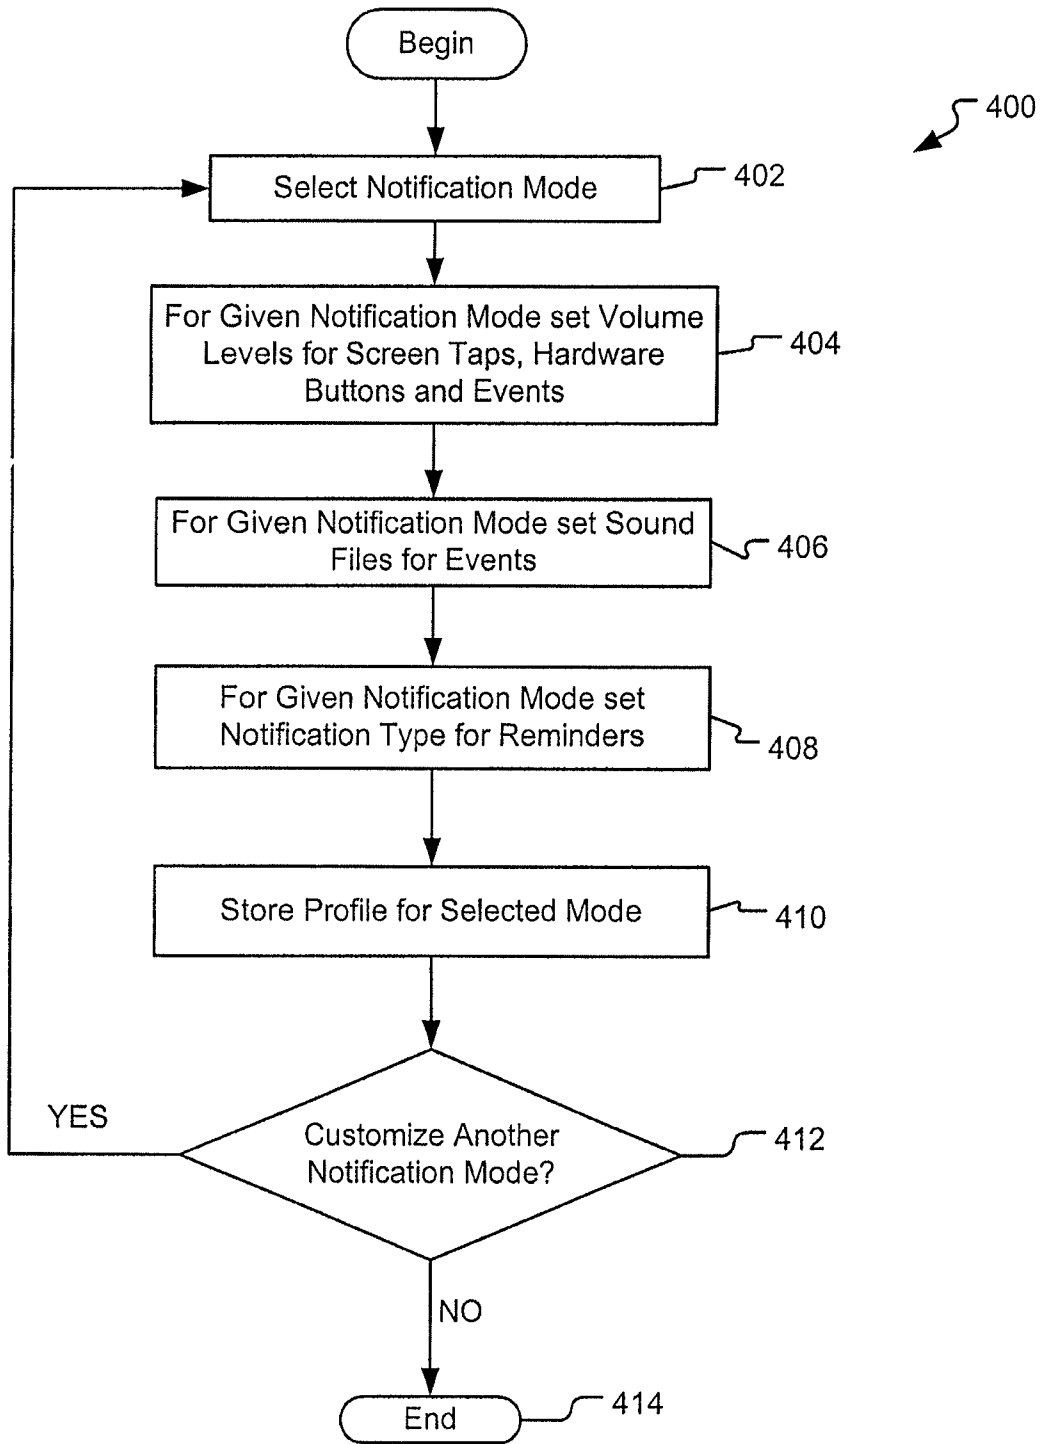 Begin
400
Select Notification Mode
402
For Given Notification Mode set Volume
Levels for Screen Taps, Hardware
Buttons and Events
404
For Given Notification Mode set Sound
Files for Events
406
For Given Notification Mode set
Notification Type for Reminders
408
Store Profile for Selected Mode
410
YES
Customize Another
Notification Mode?
412
NO
End
414